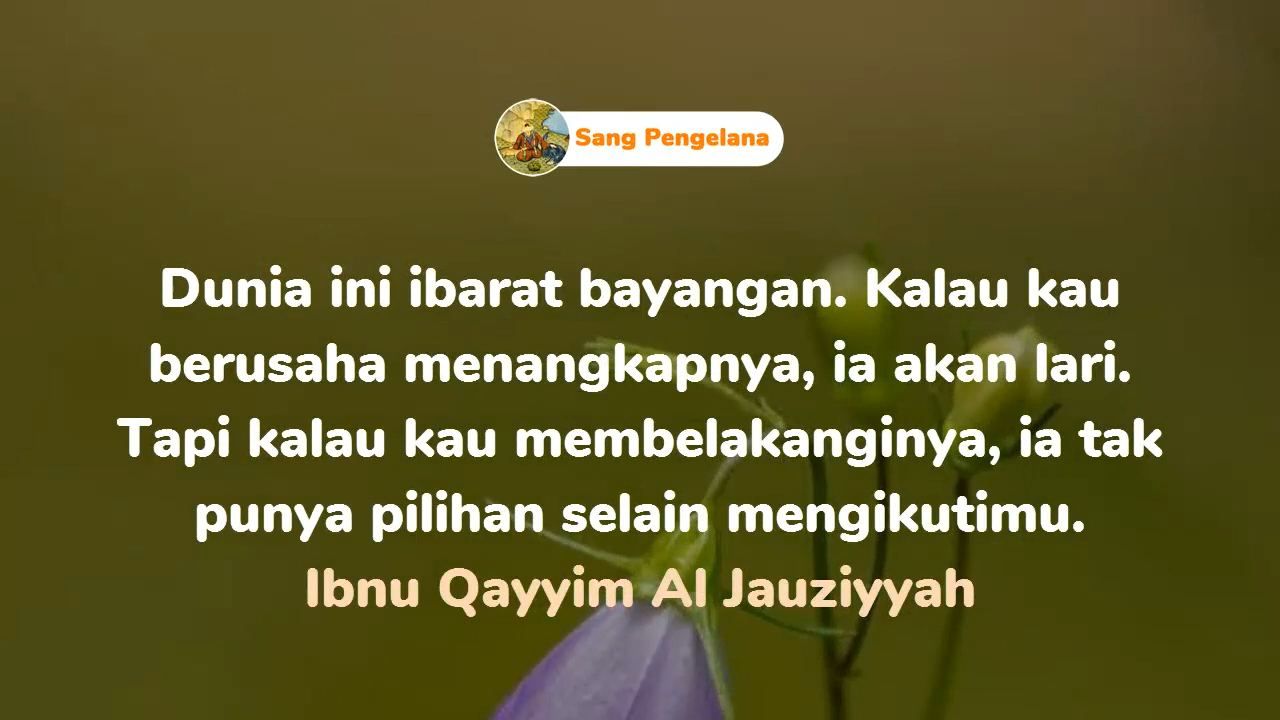 Sang Pengelana
Dunia ini ibarat bayangan. Kalau kau
berusaha menangkapnya, ia akan lari.
Tapi kalau kau membelakanginya, ia tak
punya pilihan selain mengikutimu.
Ibnu Qayyim Al Jauziyyah